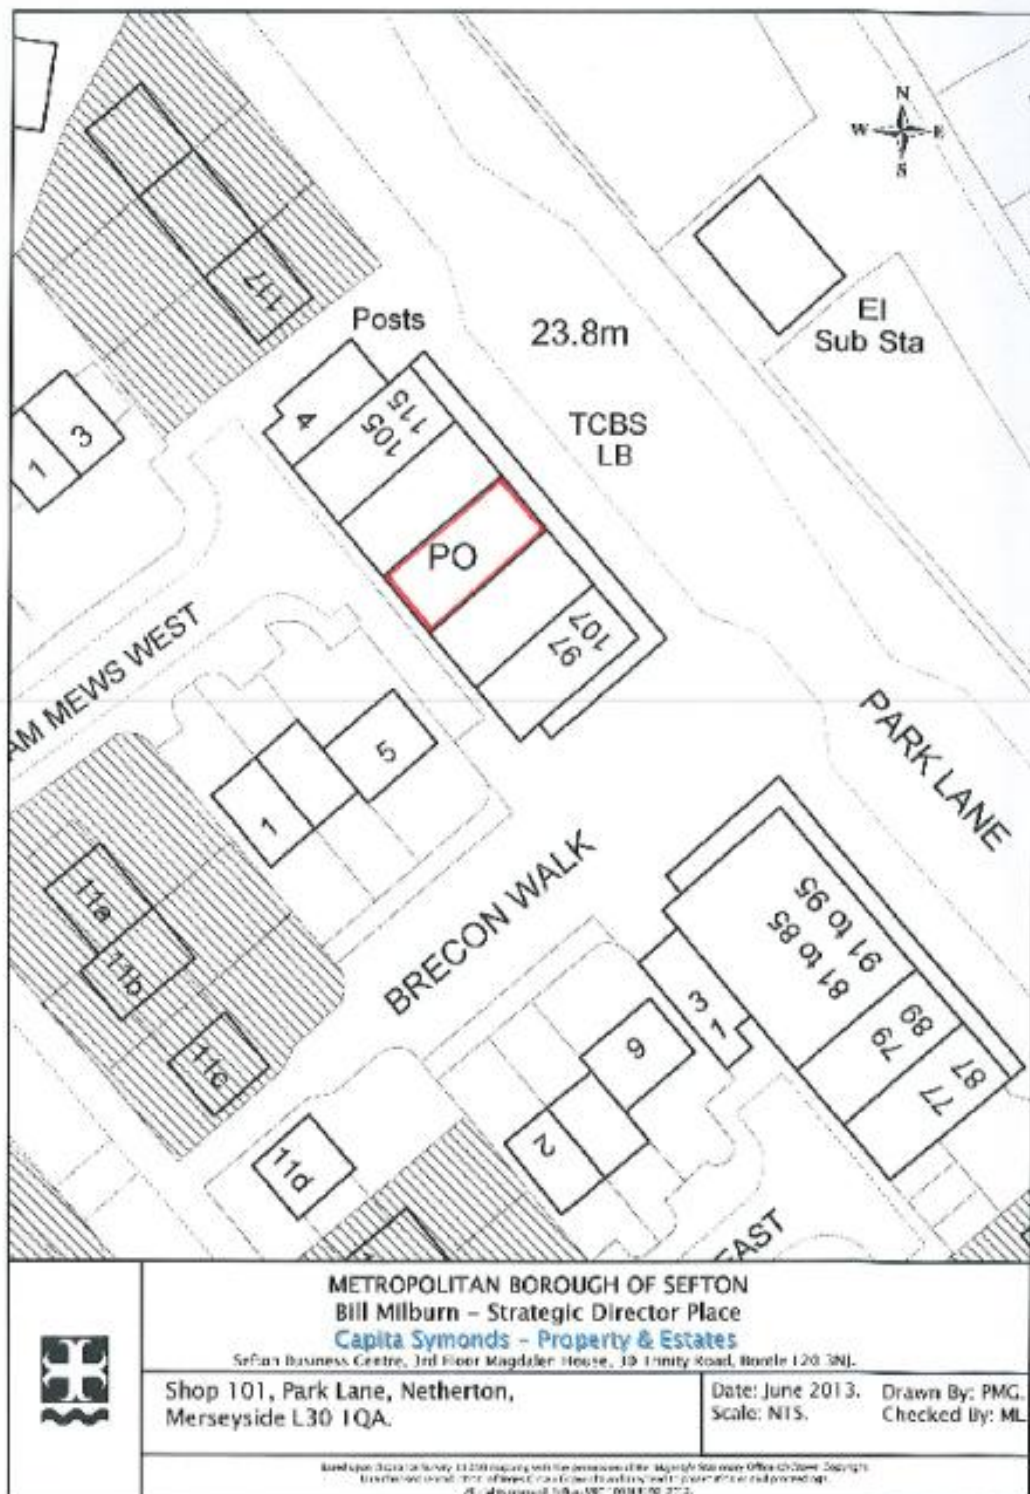 N
W E
S
117
Posts
23.8m
El
Sub Sta
4
105
115
TCBS
LB
1
3
PO
97
107
AM MEWS WEST
5
1
PARK LANE
BRECON WALK
11a
11b
11c
11d
81 to 85
91 to 95
79
89
77
87
3
1
9
2
EAST
METROPOLITAN BOROUGH OF SEFTON
Bill Milburn – Strategic Director Place
Capita Symonds – Property & Estates
Sefton Business Centre, 3rd Floor Magdalen House, 30 Trinity Road, Bootle L20 3NJ.
Shop 101, Park Lane, Netherton,
Merseyside L30 1QA.
Date: June 2013.
Scale: NTS.
Drawn By: PMG.
Checked By: ML